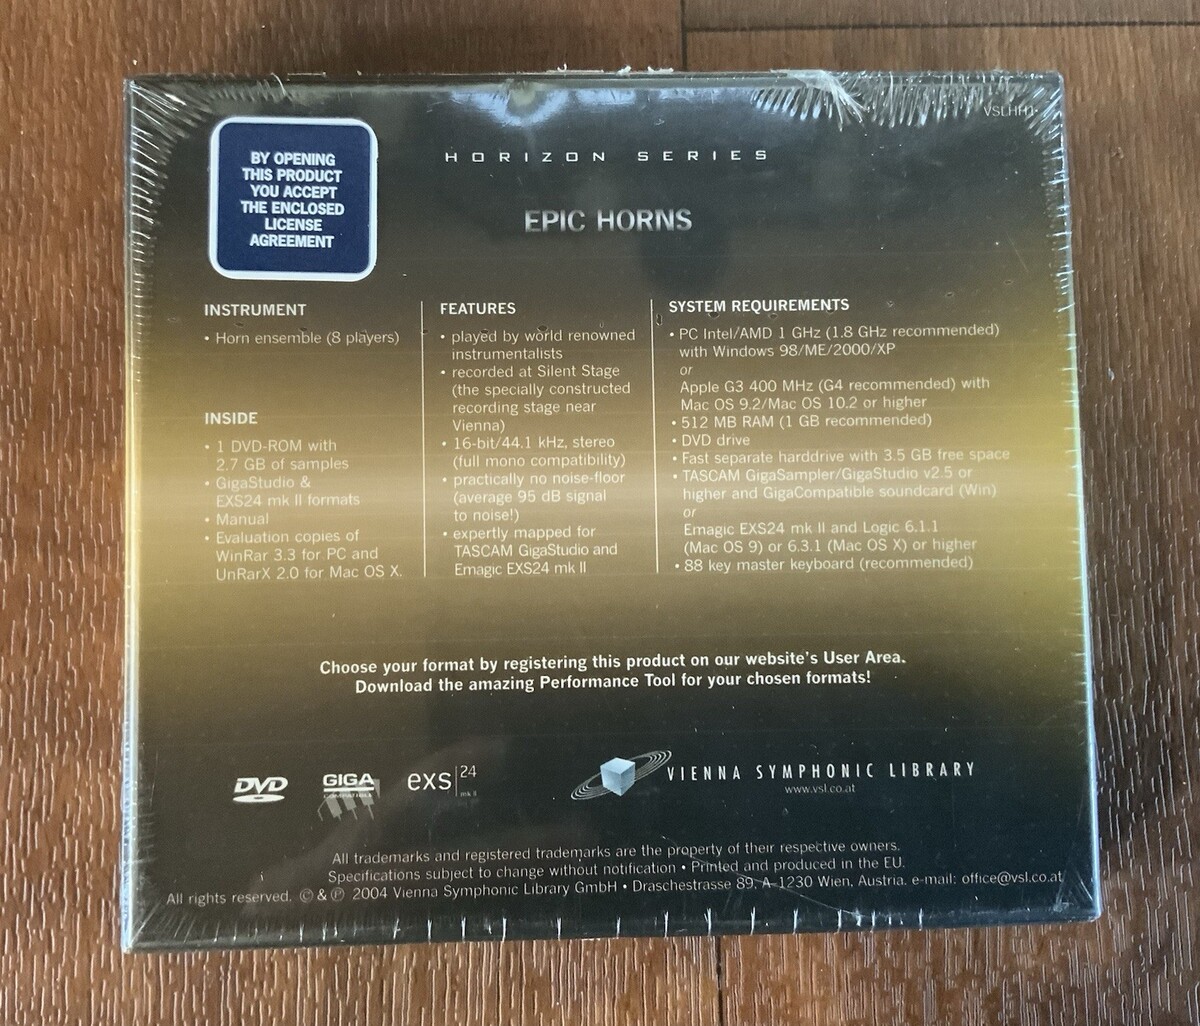 VSLHH1
BY OPENING
THIS PRODUCT
YOU ACCEPT
THE ENCLOSED
LICENSE
AGREEMENT
HORIZON SERIES
EPIC HORNS
INSTRUMENT
• Horn ensemble (8 players)
INSIDE
• 1 DVD-ROM with
2.7 GB of samples
• GigaStudio &
EXS24 mk II formats
• Manual
• Evaluation copies of
WinRar 3.3 for PC and
UnRarX 2.0 for Mac OS X.
FEATURES
• played by world renowned
instrumentalists
• recorded at Silent Stage
(the specially constructed
recording stage near
Vienna)
• 16-bit/44.1 kHz, stereo
(full mono compatibility)
• practically no noise-floor
(average 95 dB signal
to noise!)
• expertly mapped for
TASCAM GigaStudio and
Emagic EXS24 mk II
SYSTEM REQUIREMENTS
• PC Intel/AMD 1 GHz (1.8 GHz recommended)
with Windows 98/ME/2000/XP
or
Apple G3 400 MHz (G4 recommended) with
Mac OS 9.2/Mac OS 10.2 or higher
• 512 MB RAM (1 GB recommended)
• DVD drive
• Fast separate harddrive with 3.5 GB free space
• TASCAM GigaSampler/GigaStudio v2.5 or
higher and GigaCompatible soundcard (Win)
or
Emagic EXS24 mk II and Logic 6.1.1
(Mac OS 9) or 6.3.1 (Mac OS X) or higher
• 88 key master keyboard (recommended)
Choose your format by registering this product on our website's User Area.
Download the amazing Performance Tool for your chosen formats!
DVD
GIGA
COMPATIBLE
exs 24
mk II
VIENNA SYMPHONIC LIBRARY
www.vsl.co.at
All trademarks and registered trademarks are the property of their respective owners.
Specifications subject to change without notification • Printed and produced in the EU.
All rights reserved. © & ℗ 2004 Vienna Symphonic Library GmbH • Draschestrasse 89, A-1230 Wien, Austria. e-mail: office@vsl.co.at